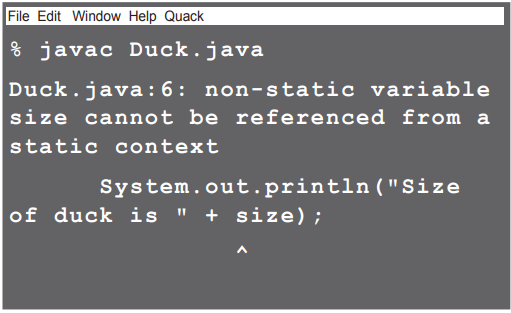 File Edit Window Help Quack
% javac Duck.java
Duck.java:6: non-static variable
size cannot be referenced from a
static context
System.out.println("Size
of duck is " + size);
^